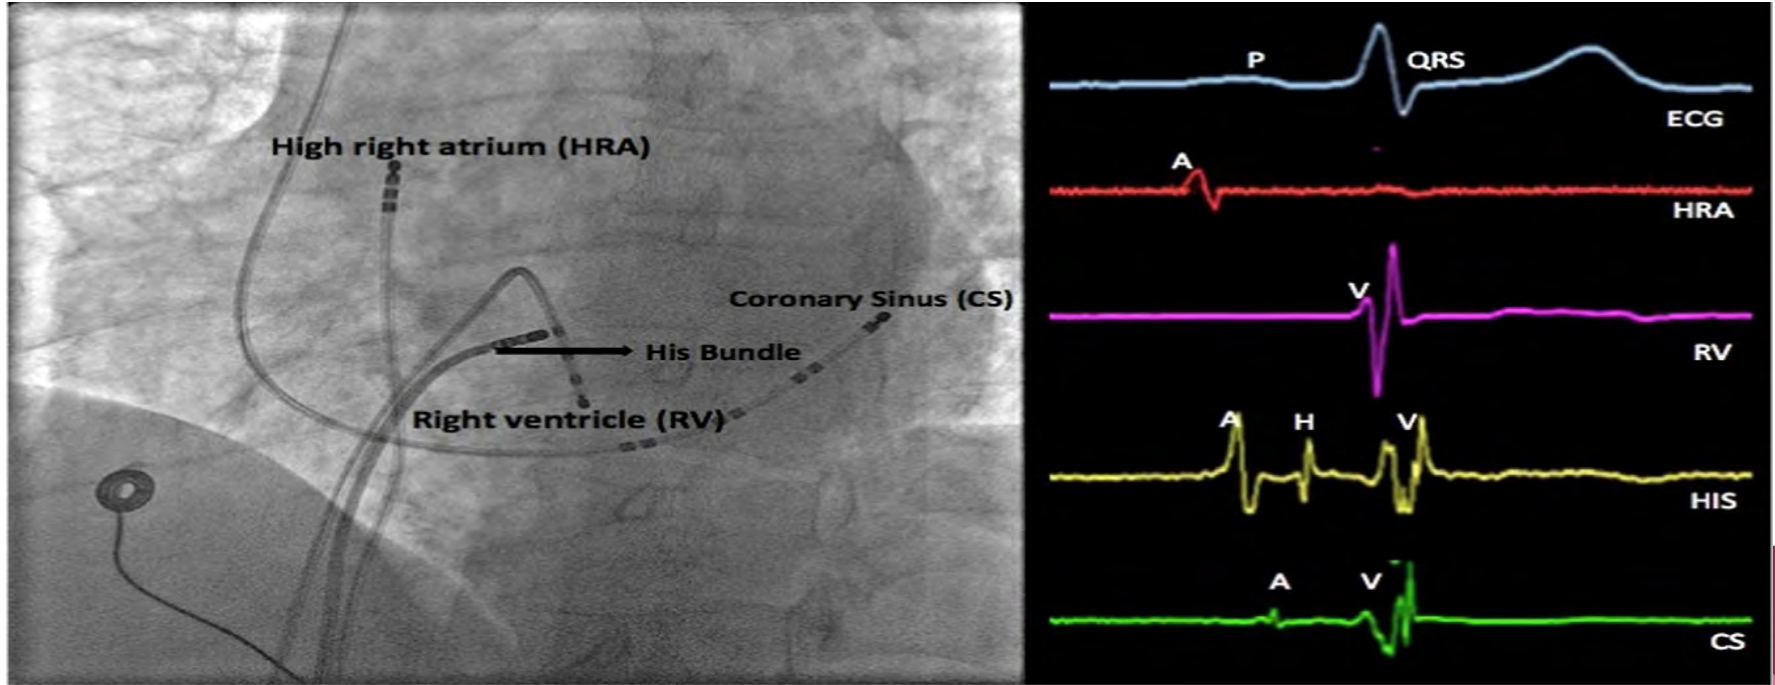 High right atrium (HRA)
Coronary Sinus (CS)
His Bundle
Right ventricle (RV)
P
QRS
ECG
A
HRA
V
RV
A H V
HIS
A V
CS